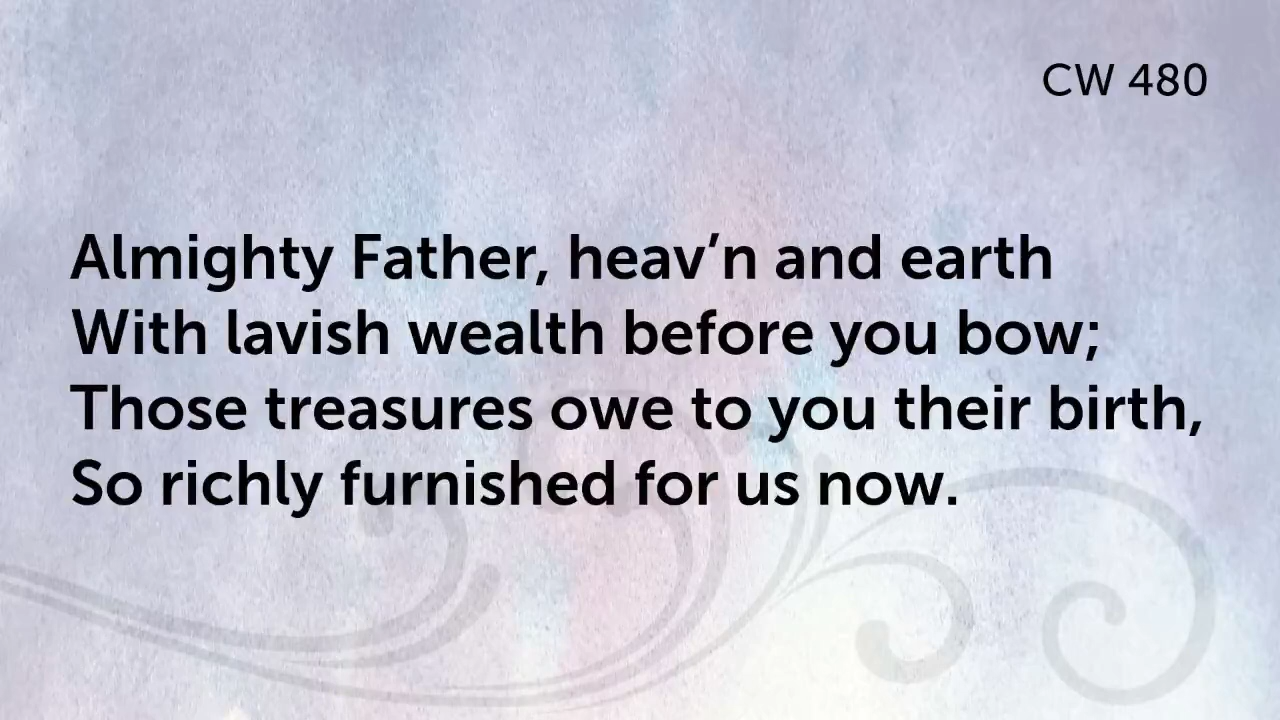 CW 480
Almighty Father, heav’n and earth
With lavish wealth before you bow;
Those treasures owe to you their birth,
So richly furnished for us now.